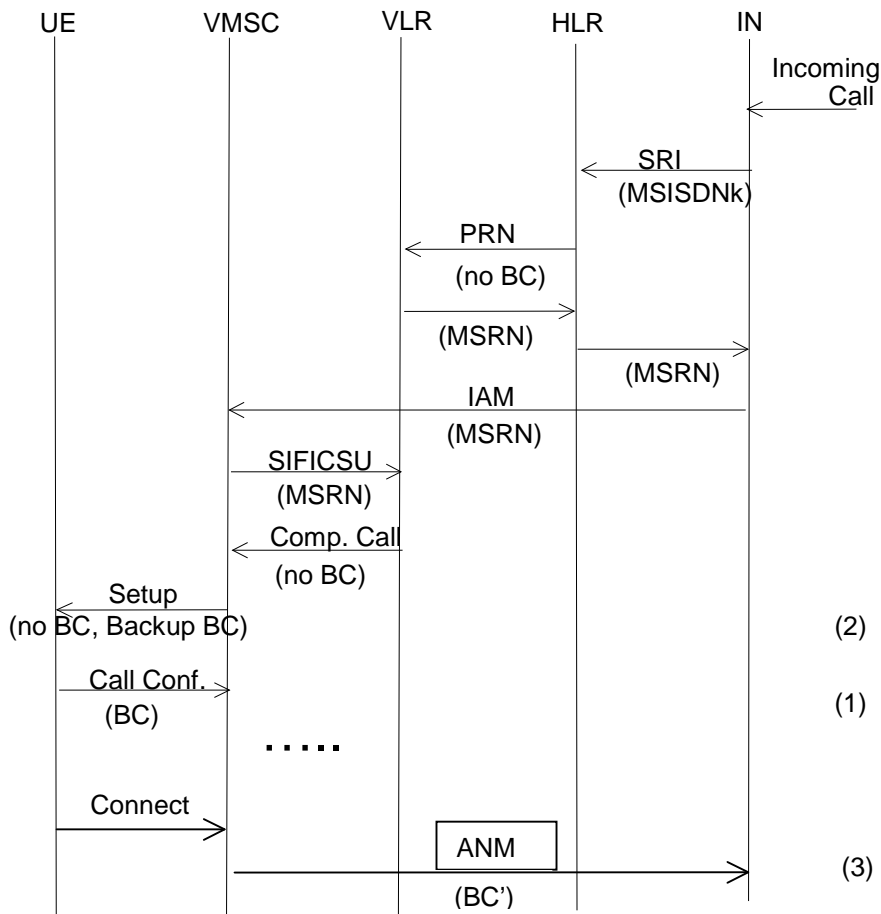 UE VMSC VLR HLR IN
Incoming
Call
SRI
(MSISDNk)
PRN
(no BC)
(MSRN)
(MSRN)
IAM
(MSRN)
SIFICSU
(MSRN)
Comp. Call
(no BC)
Setup
(no BC, Backup BC) (2)
Call Conf.
(BC) (1)
Connect
ANM
(3)
(BC')